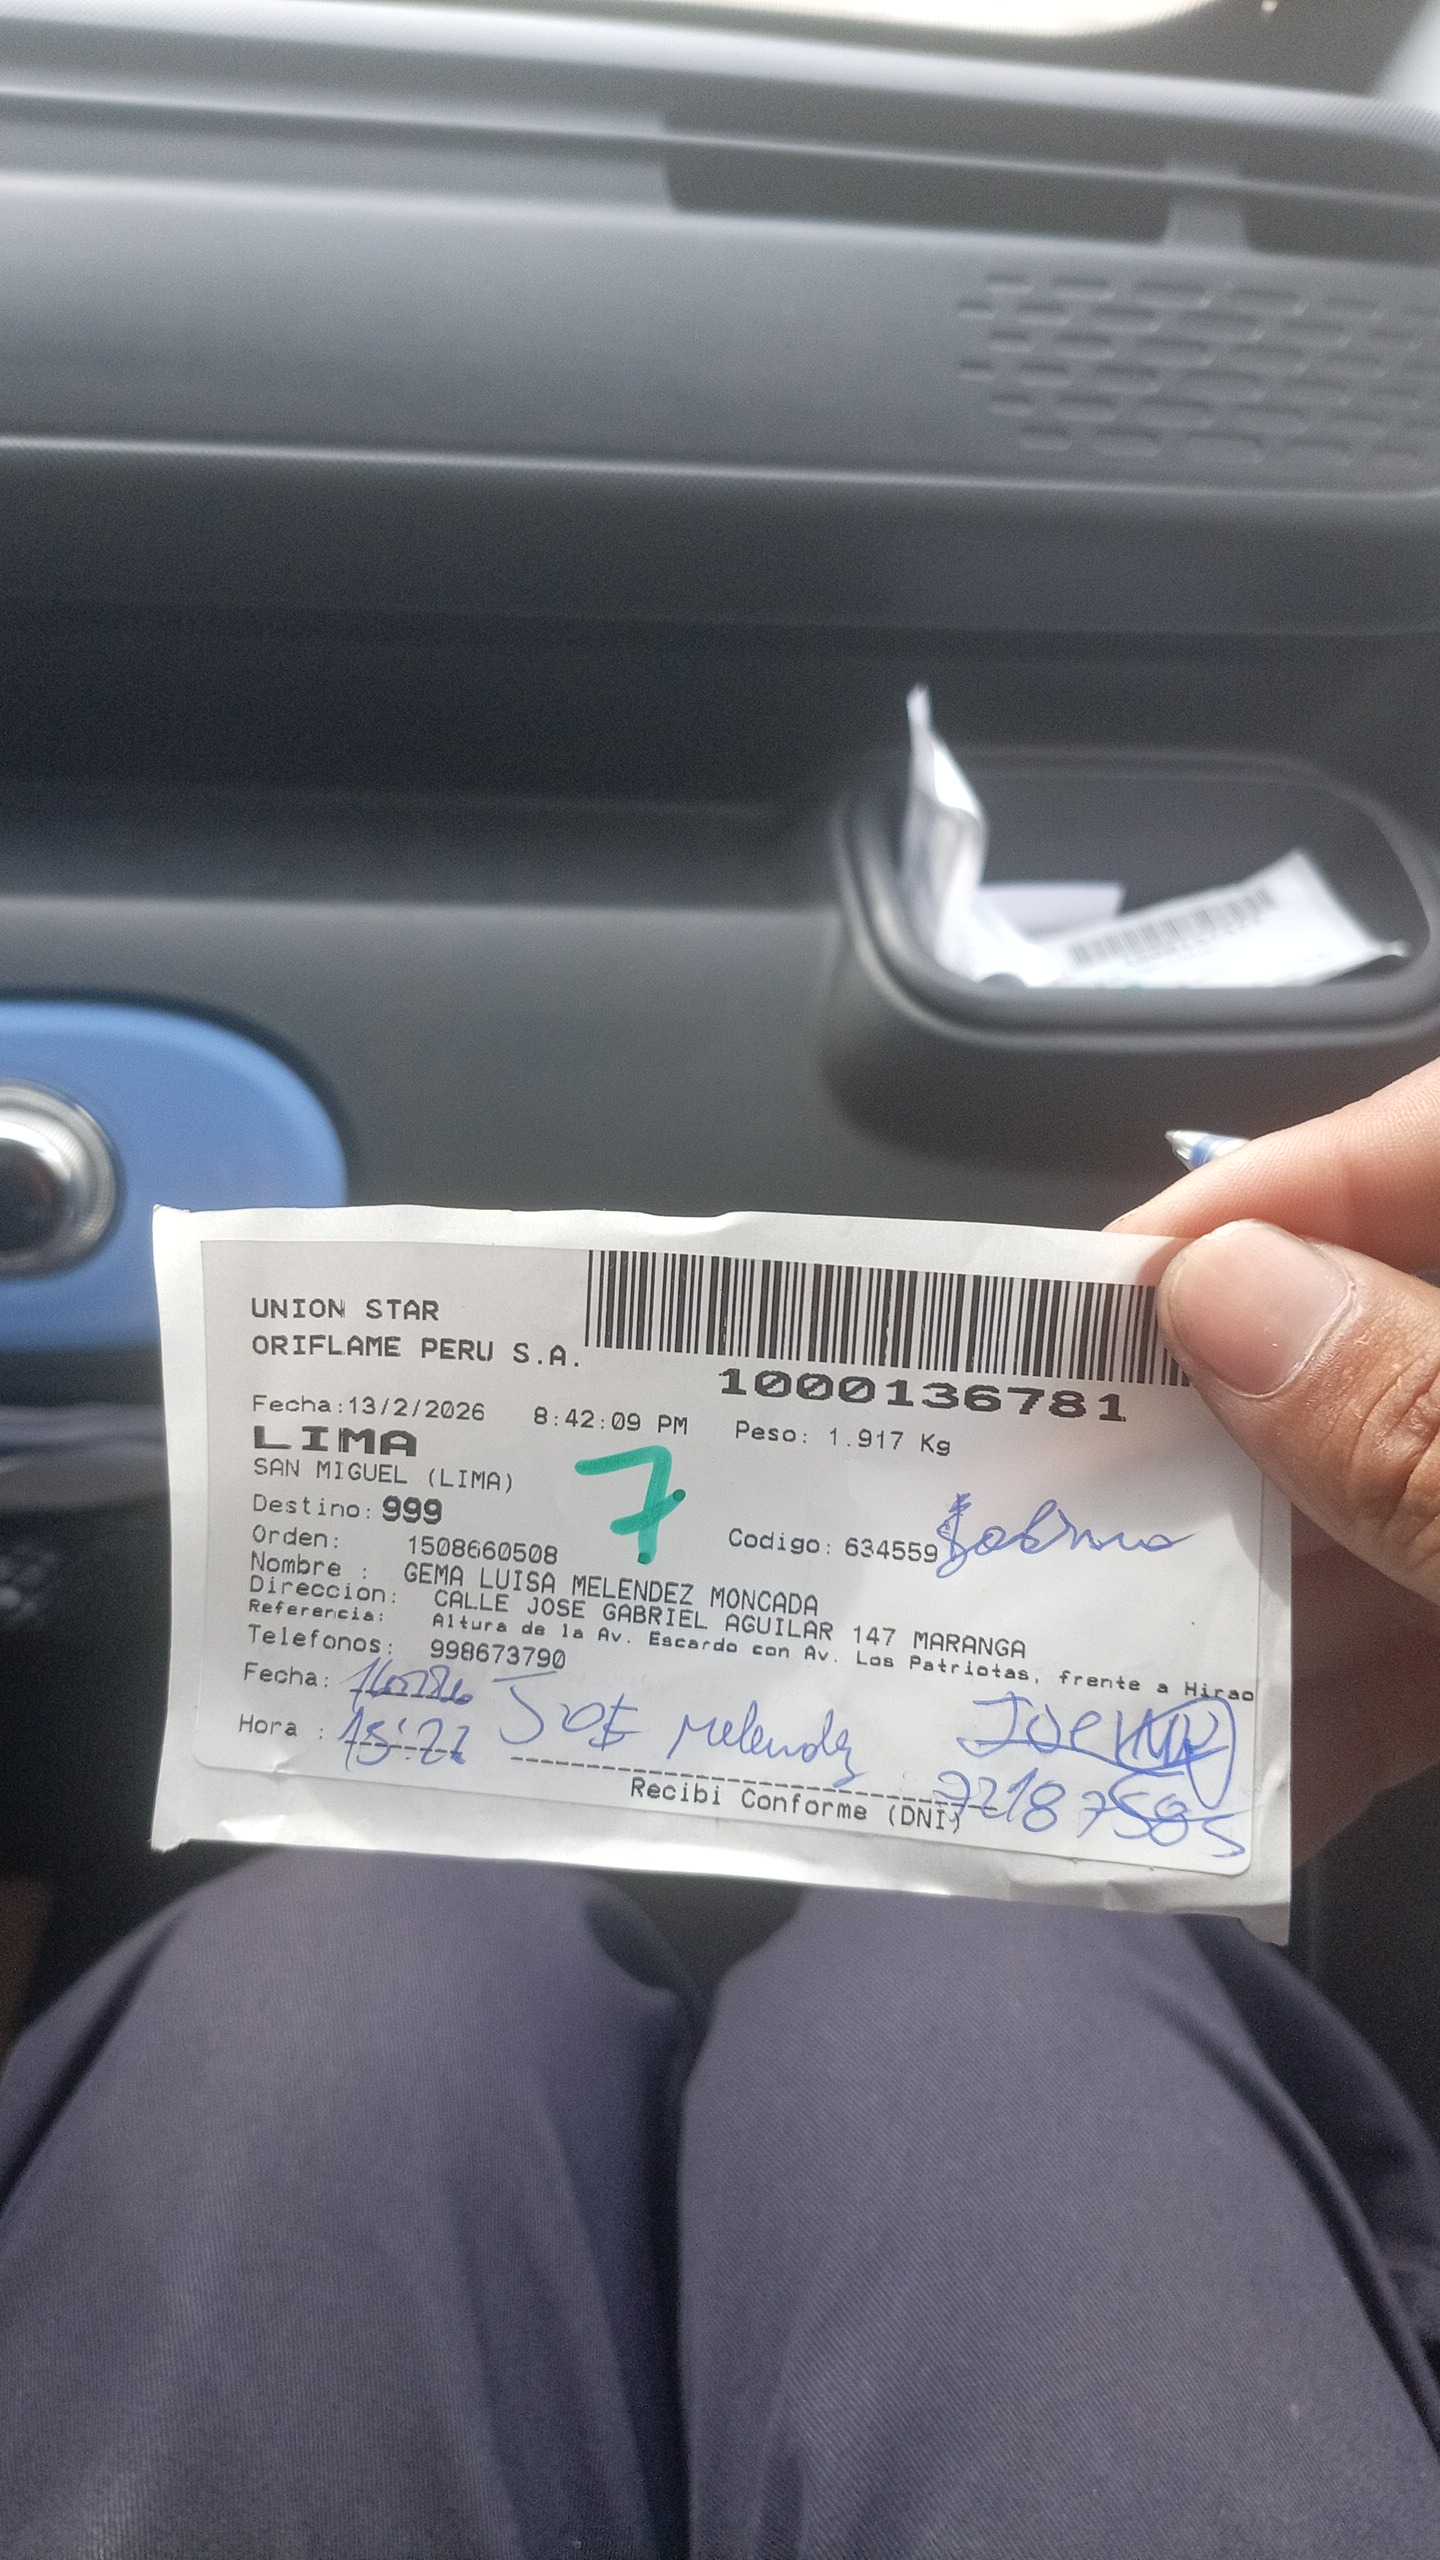 UNION STAR
ORIFLAME PERU S.A.
1000136781
Fecha:13/2/2026 8:42:09 PM Peso: 1.917 Kg
LIMA
SAN MIGUEL (LIMA)
7
Destino: 999
Orden: 1508660508 Codigo: 634559
Nombre : GEMA LUISA MELENDEZ MONCADA
Direccion: CALLE JOSE GABRIEL AGUILAR 147 MARANGA
Referencia: Altura de la Av. Escardo con Av. Los Patriotas, frente a Hirao
Telefonos: 998673790
Fecha:
Hora : JOE Melendez
Recibi Conforme (DNI) 72187585